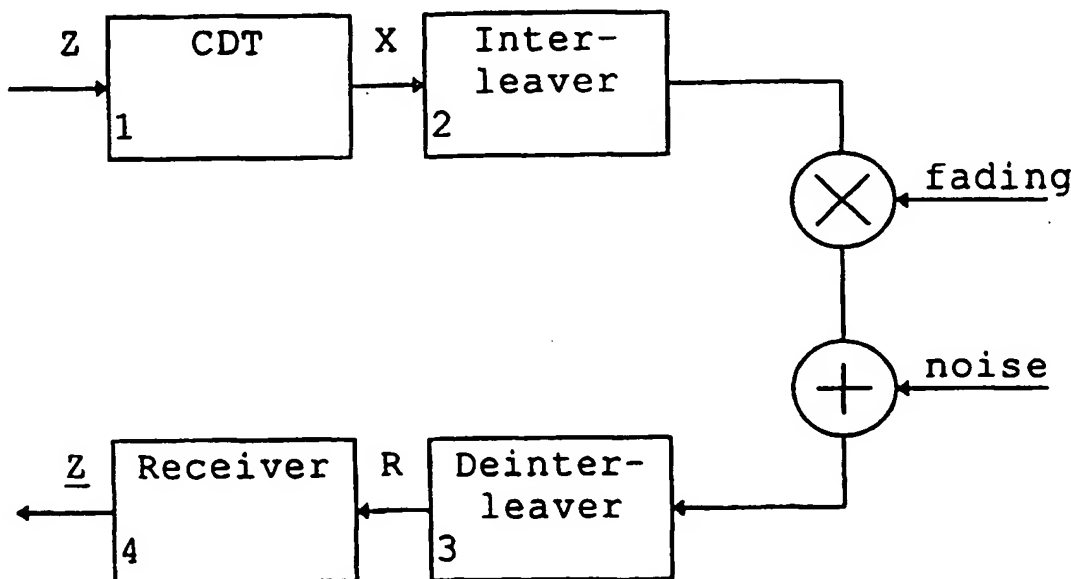 Z
CDT
1
X
Inter-
leaver
2
fading
noise
Z
Receiver
4
R
Deinter-
leaver
3